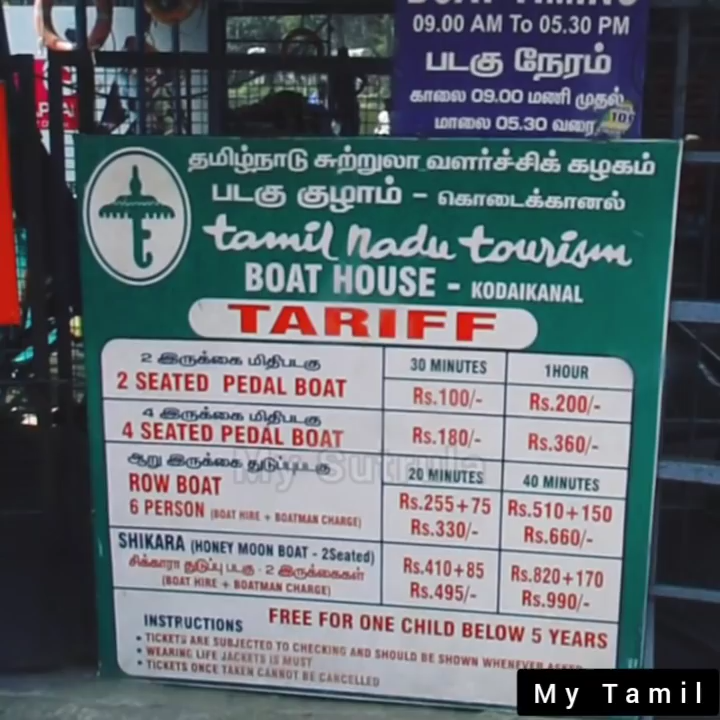 09.00 AM To 05.30 PM
படகு நேரம்
காலை 09.00 மணி முதல்
மாலை 05.30 வரை
தமிழ்நாடு சுற்றுலா வளர்ச்சிக் கழகம்
படகு குழாம் - கொடைக்கானல்
tamil nadu tourism
BOAT HOUSE - KODAIKANAL
TARIFF
2 இருக்கை மிதிபடகு
2 SEATED PEDAL BOAT
30 MINUTES 1HOUR
Rs.100/- Rs.200/-
4 இருக்கை மிதிபடகு
4 SEATED PEDAL BOAT Rs.180/- Rs.360/-
ஆறு இருக்கை துடுப்புபடகு
ROW BOAT
6 PERSON (BOAT HIRE + BOATMAN CHARGE)
20 MINUTES 40 MINUTES
Rs.255+75 Rs.510+150
Rs.330/- Rs.660/-
SHIKARA (HONEY MOON BOAT - 2Seated)
சிக்காரா துடுப்பு படகு - 2 இருக்கைகள்
(BOAT HIRE + BOATMAN CHARGE)
Rs.410+85 Rs.820+170
Rs.495/- Rs.990/-
FREE FOR ONE CHILD BELOW 5 YEARS
INSTRUCTIONS
• TICKETS ARE SUBJECTED TO CHECKING AND SHOULD BE SHOWN WHENEVER
• WEARING LIFE JACKETS IS MUST
• TICKETS ONCE TAKEN CANNOT BE CANCELLED
My Sutrula
My Tamil